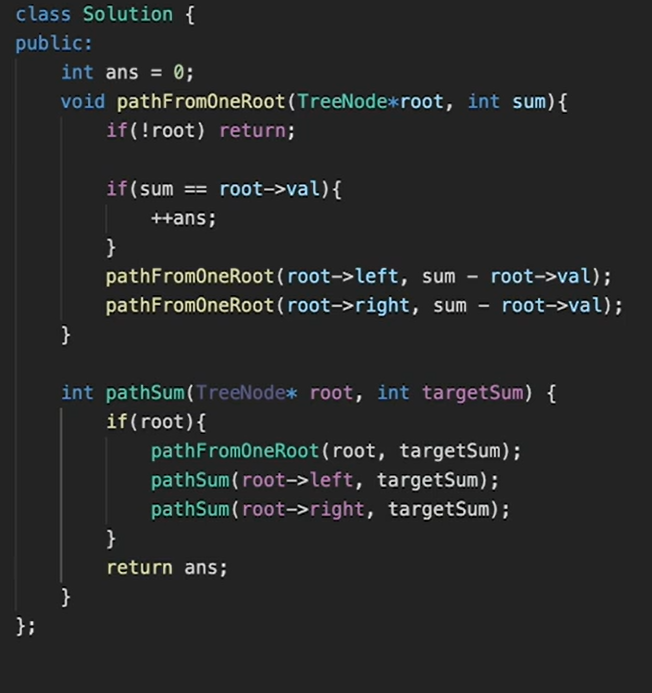 class Solution {
public:
    int ans = 0;
    void pathFromOneRoot(TreeNode*root, int sum){
        if(!root) return;

        if(sum == root->val){
            ++ans;
        }
        pathFromOneRoot(root->left, sum - root->val);
        pathFromOneRoot(root->right, sum - root->val);
    }

    int pathSum(TreeNode* root, int targetSum) {
        if(root){
            pathFromOneRoot(root, targetSum);
            pathSum(root->left, targetSum);
            pathSum(root->right, targetSum);
        }
        return ans;
    }
};